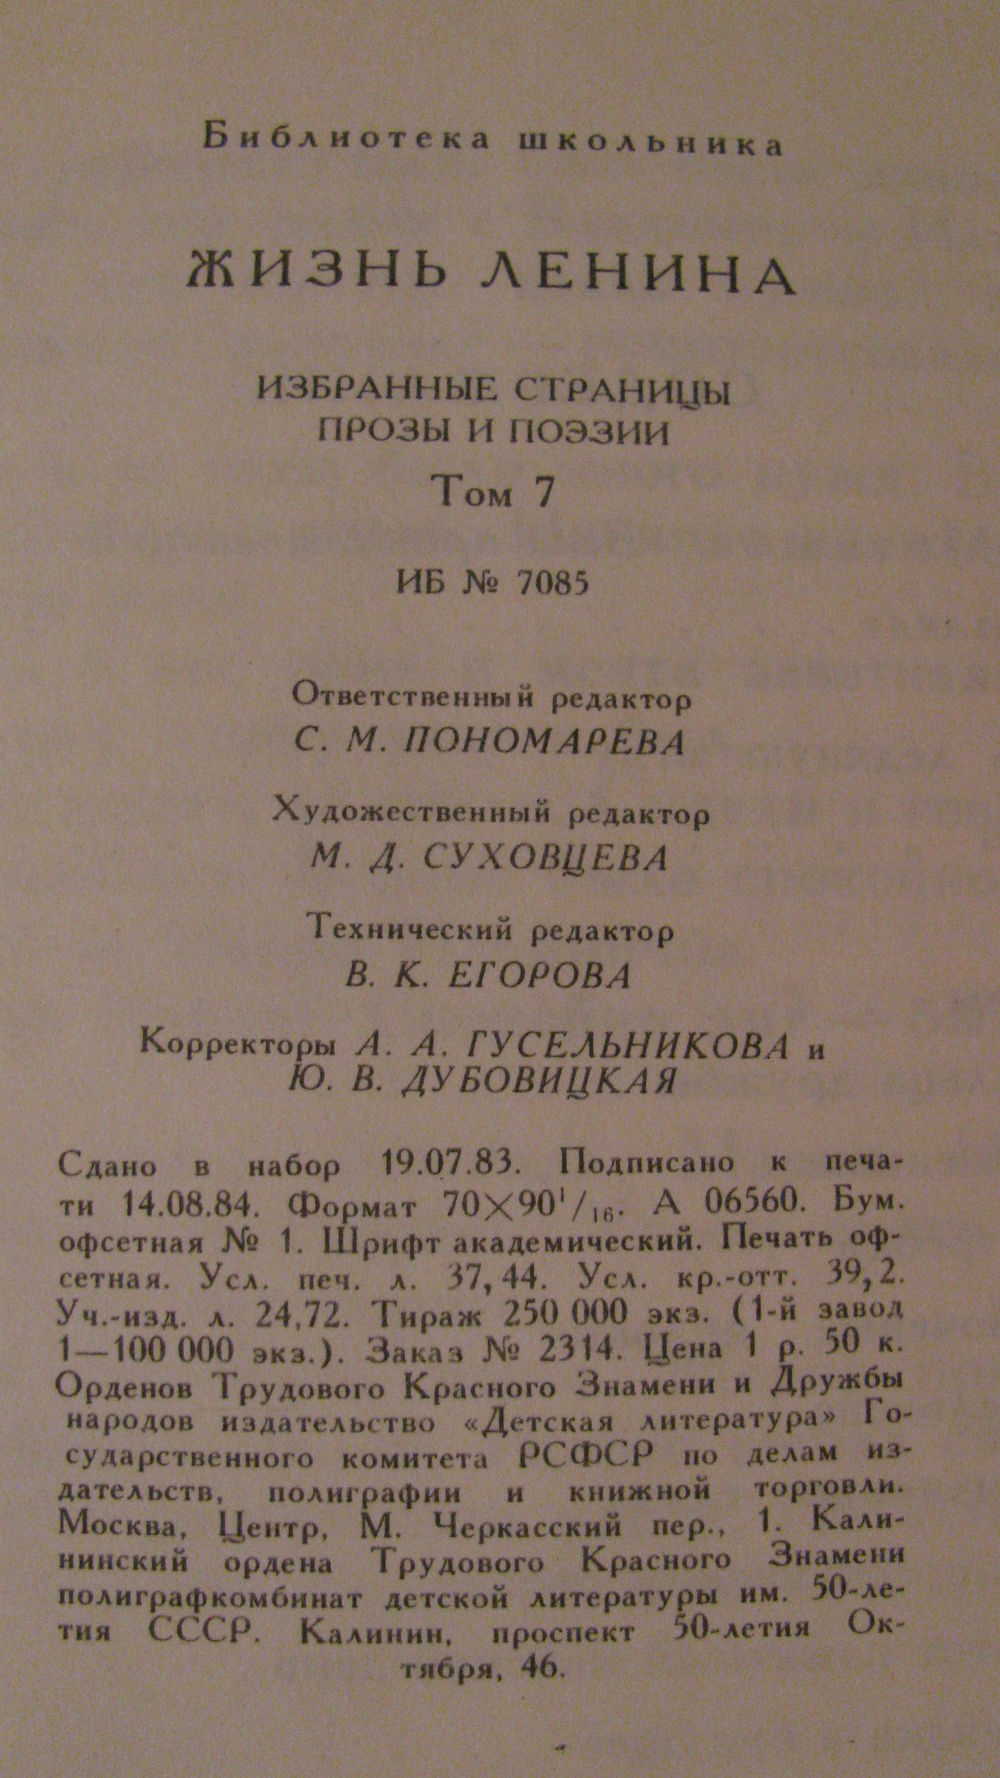 Библиотека школьника
ЖИЗНЬ ЛЕНИНА
ИЗБРАННЫЕ СТРАНИЦЫ
ПРОЗЫ И ПОЭЗИИ
Том 7
ИБ № 7085
Ответственный редактор
С. М. ПОНОМАРЕВА
Художественный редактор
М. Д. СУХОВЦЕВА
Технический редактор
В. К. ЕГОРОВА
Корректоры А. А. ГУСЕЛЬНИКОВА и
Ю. В. ДУБОВИЦКАЯ
Сдано в набор 19.07.83. Подписано к печа-
ти 14.08.84. Формат 70×90¹/₁₆. А 06560. Бум.
офсетная № 1. Шрифт академический. Печать оф-
сетная. Усл. печ. л. 37,44. Усл. кр.-отт. 39,2.
Уч.-изд. л. 24,72. Тираж 250 000 экз. (1-й завод
1—100 000 экз.). Заказ № 2314. Цена 1 р. 50 к.
Орденов Трудового Красного Знамени и Дружбы
народов издательство «Детская литература» Го-
сударственного комитета РСФСР по делам из-
дательств, полиграфии и книжной торговли.
Москва, Центр, М. Черкасский пер., 1. Кали-
нинский ордена Трудового Красного Знамени
полиграфкомбинат детской литературы им. 50-ле-
тия СССР. Калинин, проспект 50-летия Ок-
тября, 46.